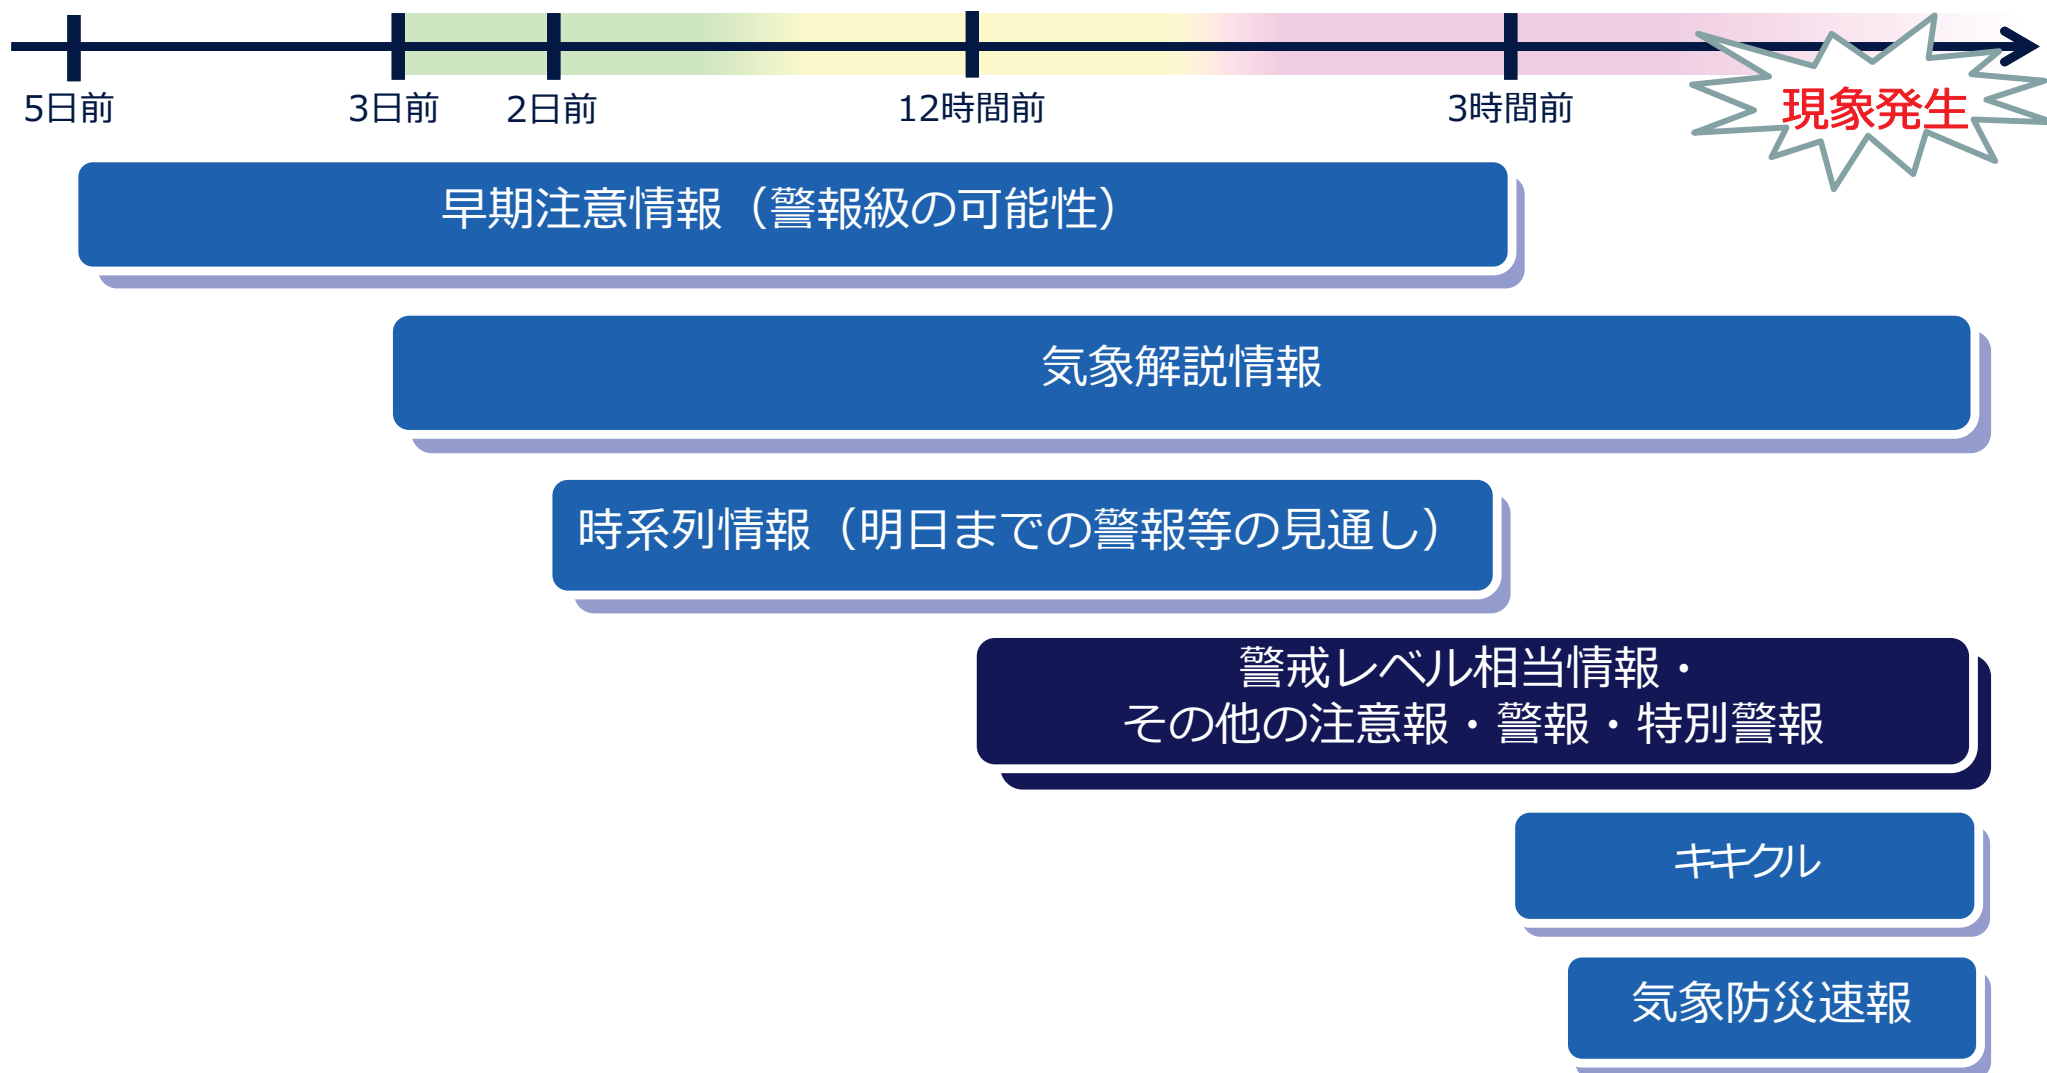 5日前
3日前
2日前
12時間前
3時間前
現象発生
早期注意情報（警報級の可能性）
気象解説情報
時系列情報（明日までの警報等の見通し）
警戒レベル相当情報・
その他の注意報・警報・特別警報
キキクル
気象防災速報